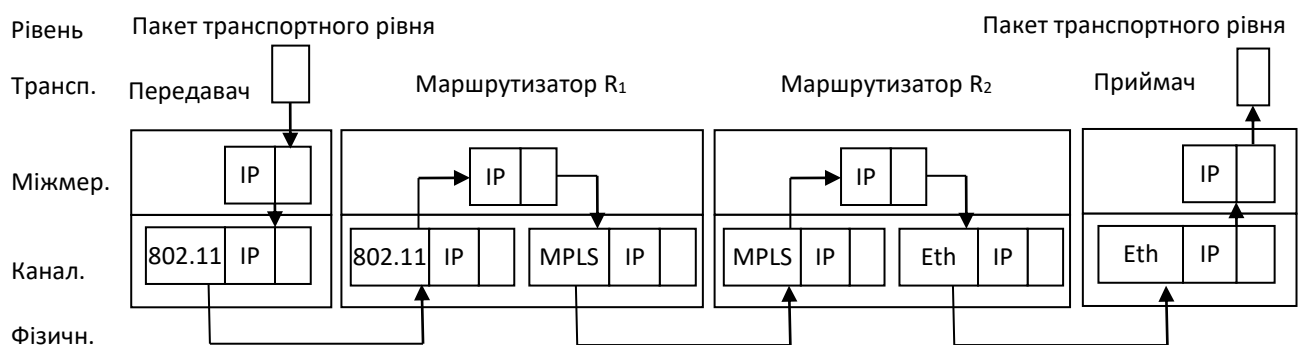 Рівень Пакет транспортного рівня Пакет транспортного рівня
Трансп. Передавач Маршрутизатор R1 Маршрутизатор R2 Приймач
Міжмер. IP IP IP IP
Канал. 802.11 IP 802.11 IP MPLS IP MPLS IP Eth IP Eth IP
Фізичн.